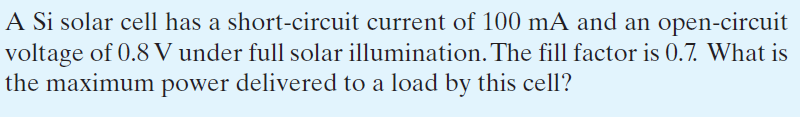 A Si solar cell has a short-circuit current of 100 mA and an open-circuit
voltage of 0.8 V under full solar illumination. The fill factor is 0.7. What is
the maximum power delivered to a load by this cell?